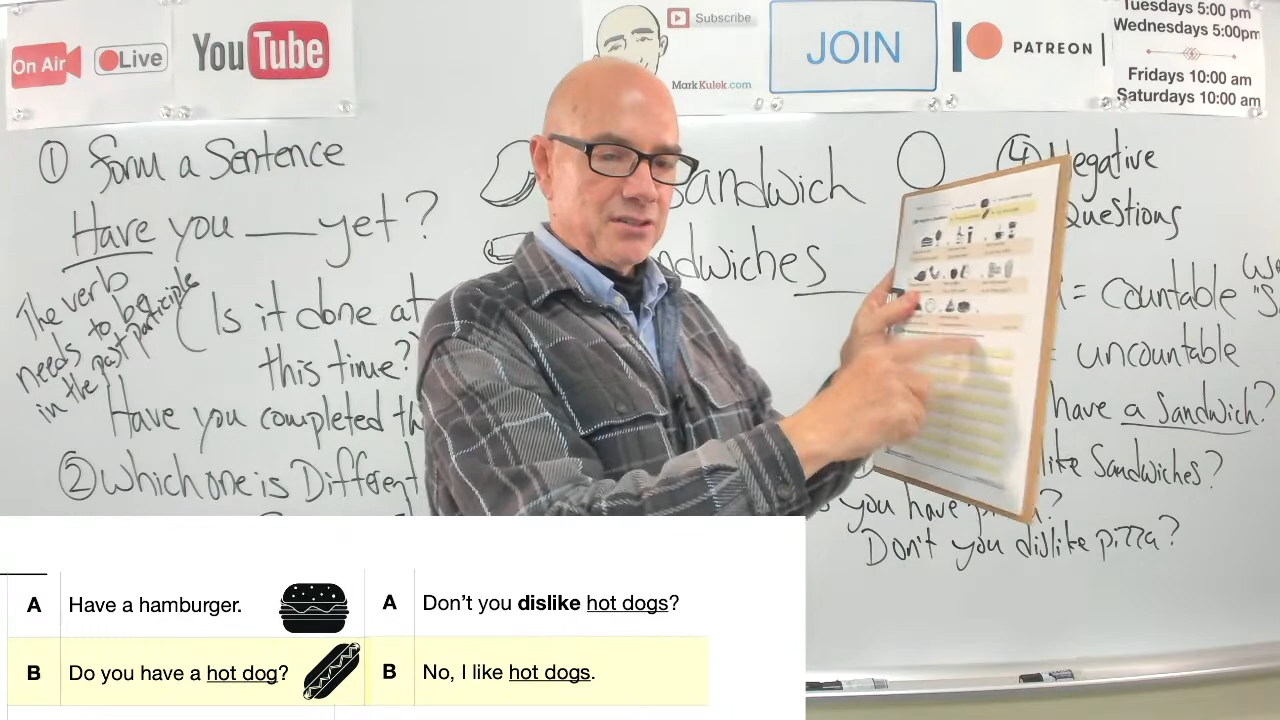 On Air
Live
YouTube
Subscribe
MarkKulek.com
JOIN
PATREON
Tuesdays 5:00 pm
Wednesdays 5:00pm
Fridays 10:00 am
Saturdays 10:00 am
① Form a Sentence
Have you ___ yet?
The verb
needs to be
in the past participle
(Is it done at
this time?
Have you completed
② Which one is Different
Sandwich
④ Negative
Questions
= countable
uncountable
have a Sandwich?
like Sandwiches?
you have
Don't you dislike pizza?
A Have a hamburger.
B Do you have a hot dog?
A Don't you dislike hot dogs?
B No, I like hot dogs.